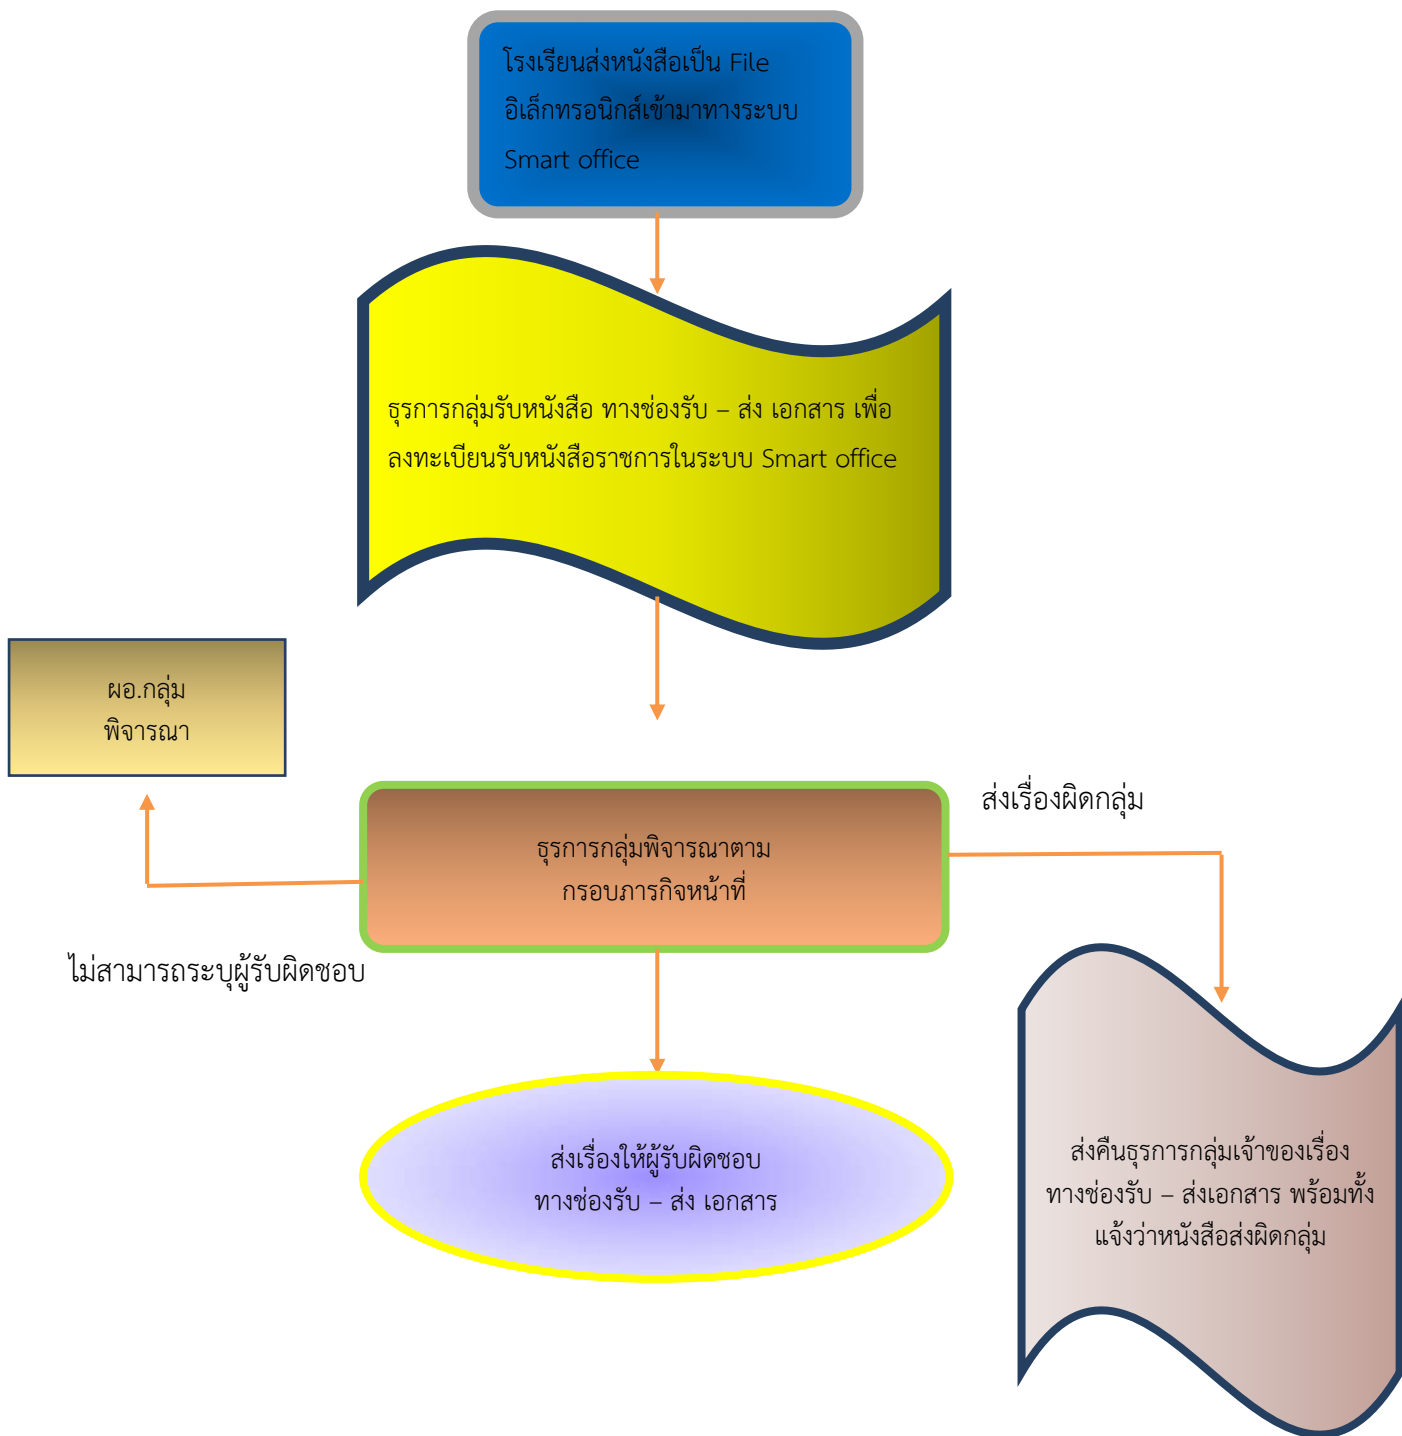 โรงเรียนส่งหนังสือเป็น File
อิเล็กทรอนิกส์เข้ามาทางระบบ
Smart office
ธุรการกลุ่มรับหนังสือ ทางช่องรับ – ส่ง เอกสาร เพื่อ
ลงทะเบียนรับหนังสือราชการในระบบ Smart office
ผอ.กลุ่ม
พิจารณา
ส่งเรื่องผิดกลุ่ม
ธุรการกลุ่มพิจารณาตาม
กรอบภารกิจหน้าที่
ไม่สามารถระบุผู้รับผิดชอบ
ส่งเรื่องให้ผู้รับผิดชอบ
ทางช่องรับ – ส่ง เอกสาร
ส่งคืนธุรการกลุ่มเจ้าของเรื่อง
ทางช่องรับ – ส่งเอกสาร พร้อมทั้ง
แจ้งว่าหนังสือส่งผิดกลุ่ม